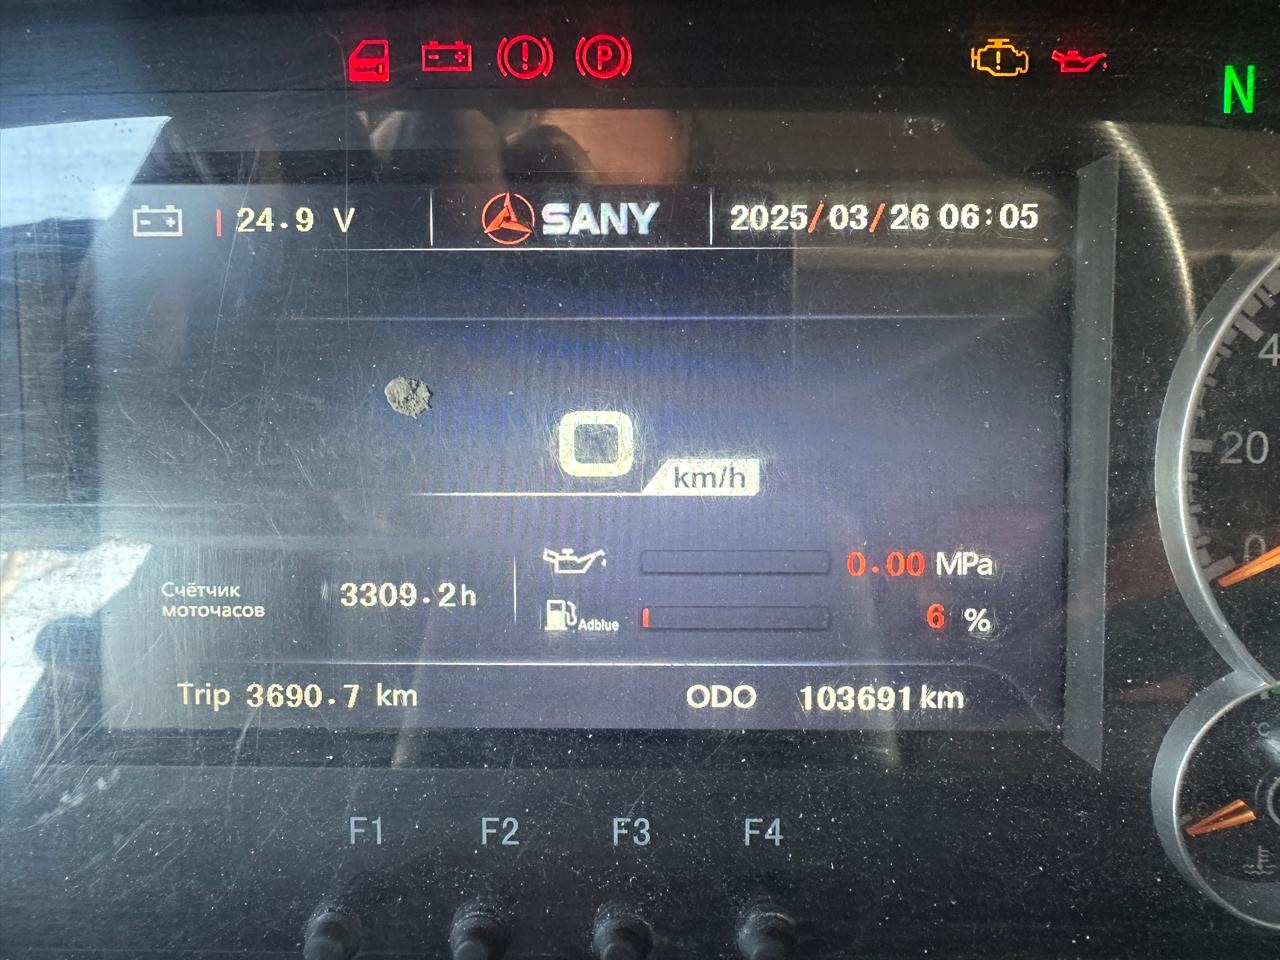 N
24.9 V
SANY
2025/03/26 06:05
4
0
km/h
20
0
Счётчик
моточасов
3309.2h
0.00 MPa
Adblue
6 %
Trip 3690.7 km
ODO 103691 km
°C
F1 F2 F3 F4